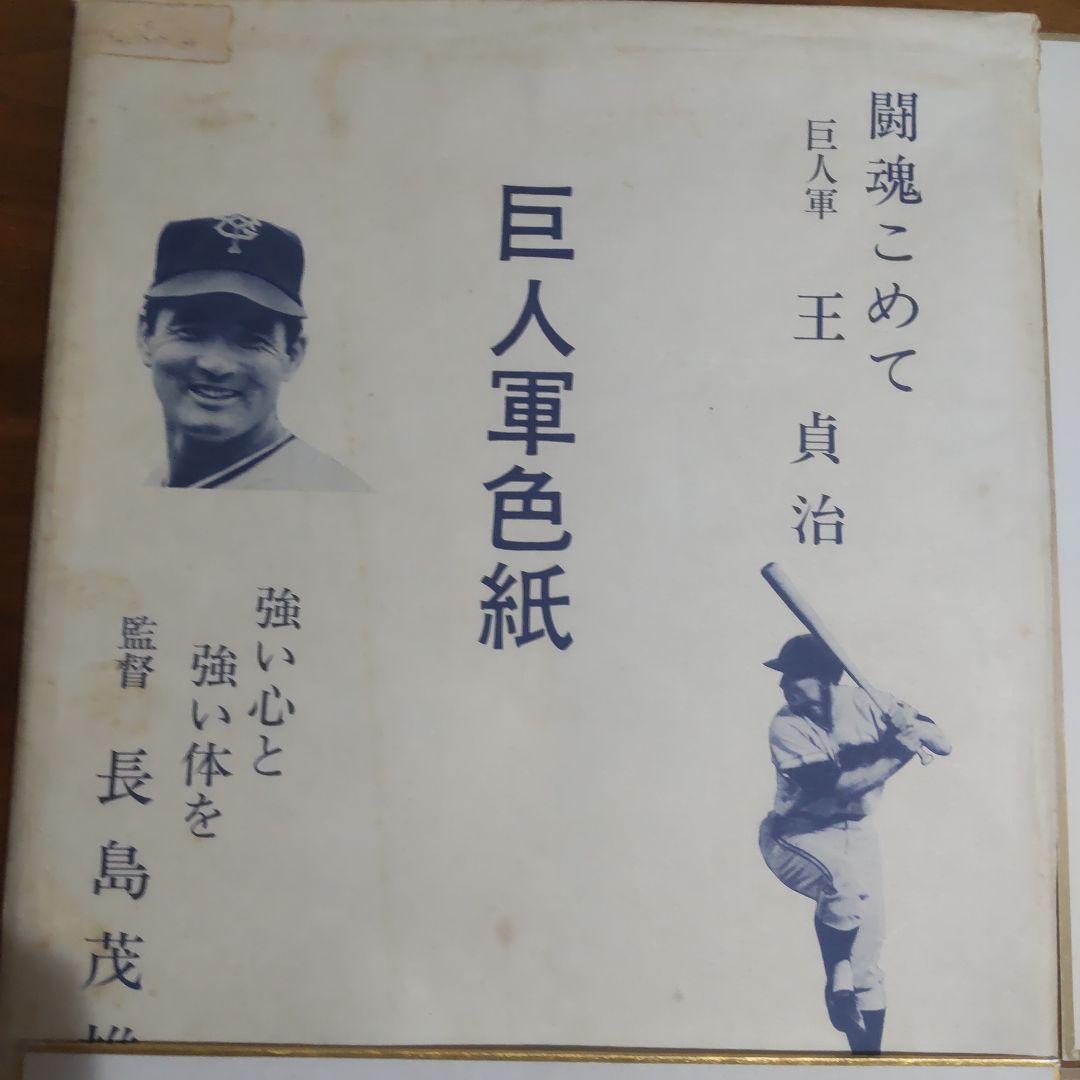 闘魂こめて
巨人軍 王 貞治
巨人軍色紙
強い心と
強い体を
監督 長島茂雄